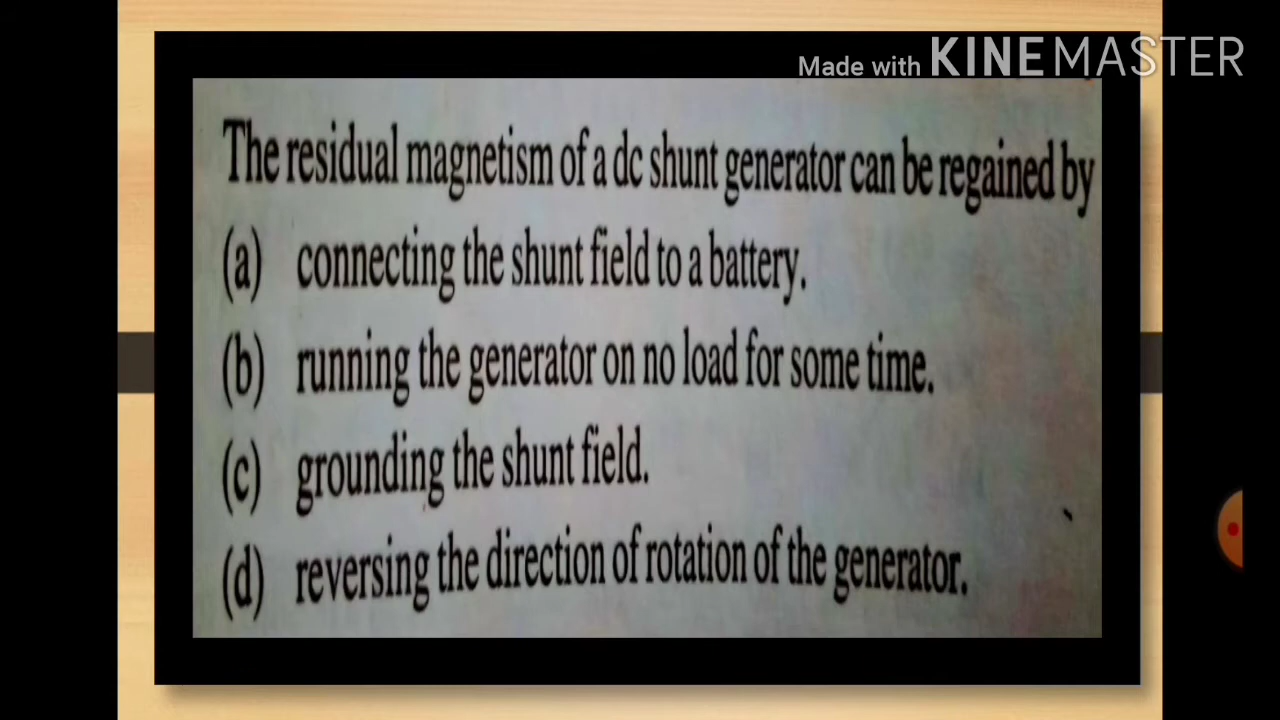 Made with KINEMASTER
The residual magnetism of a dc shunt generator can be regained by
(a) connecting the shunt field to a battery.
(b) running the generator on no load for some time.
(c) grounding the shunt field.
(d) reversing the direction of rotation of the generator.